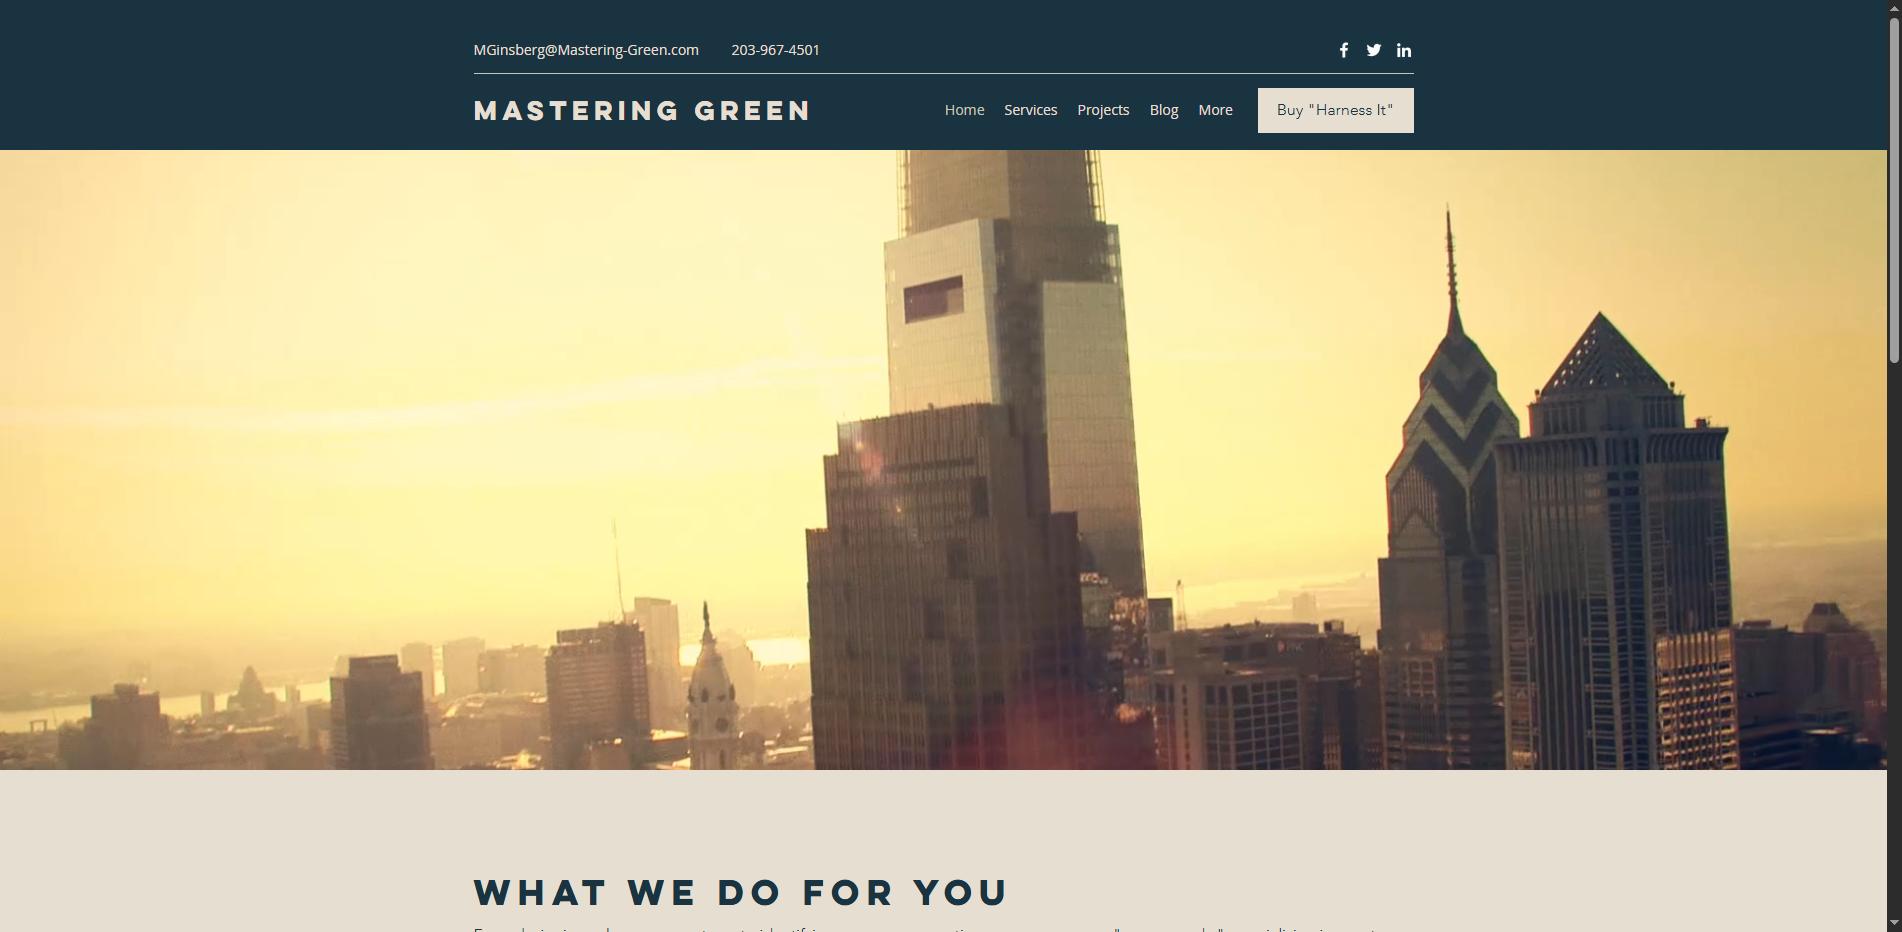 MGinsberg@Mastering-Green.com 203-967-4501
MASTERING GREEN
Home Services Projects Blog More Buy "Harness It"
WHAT WE DO FOR YOU